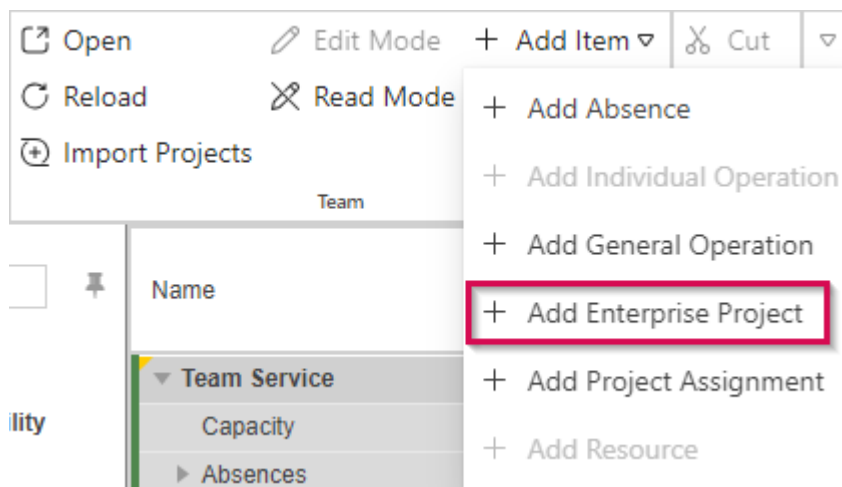 Open
Edit Mode
Add Item
Cut
Reload
Read Mode
Import Projects
Team
Add Absence
Add Individual Operation
Add General Operation
Add Enterprise Project
Add Project Assignment
Add Resource
Name
Team Service
Capacity
Absences
ility